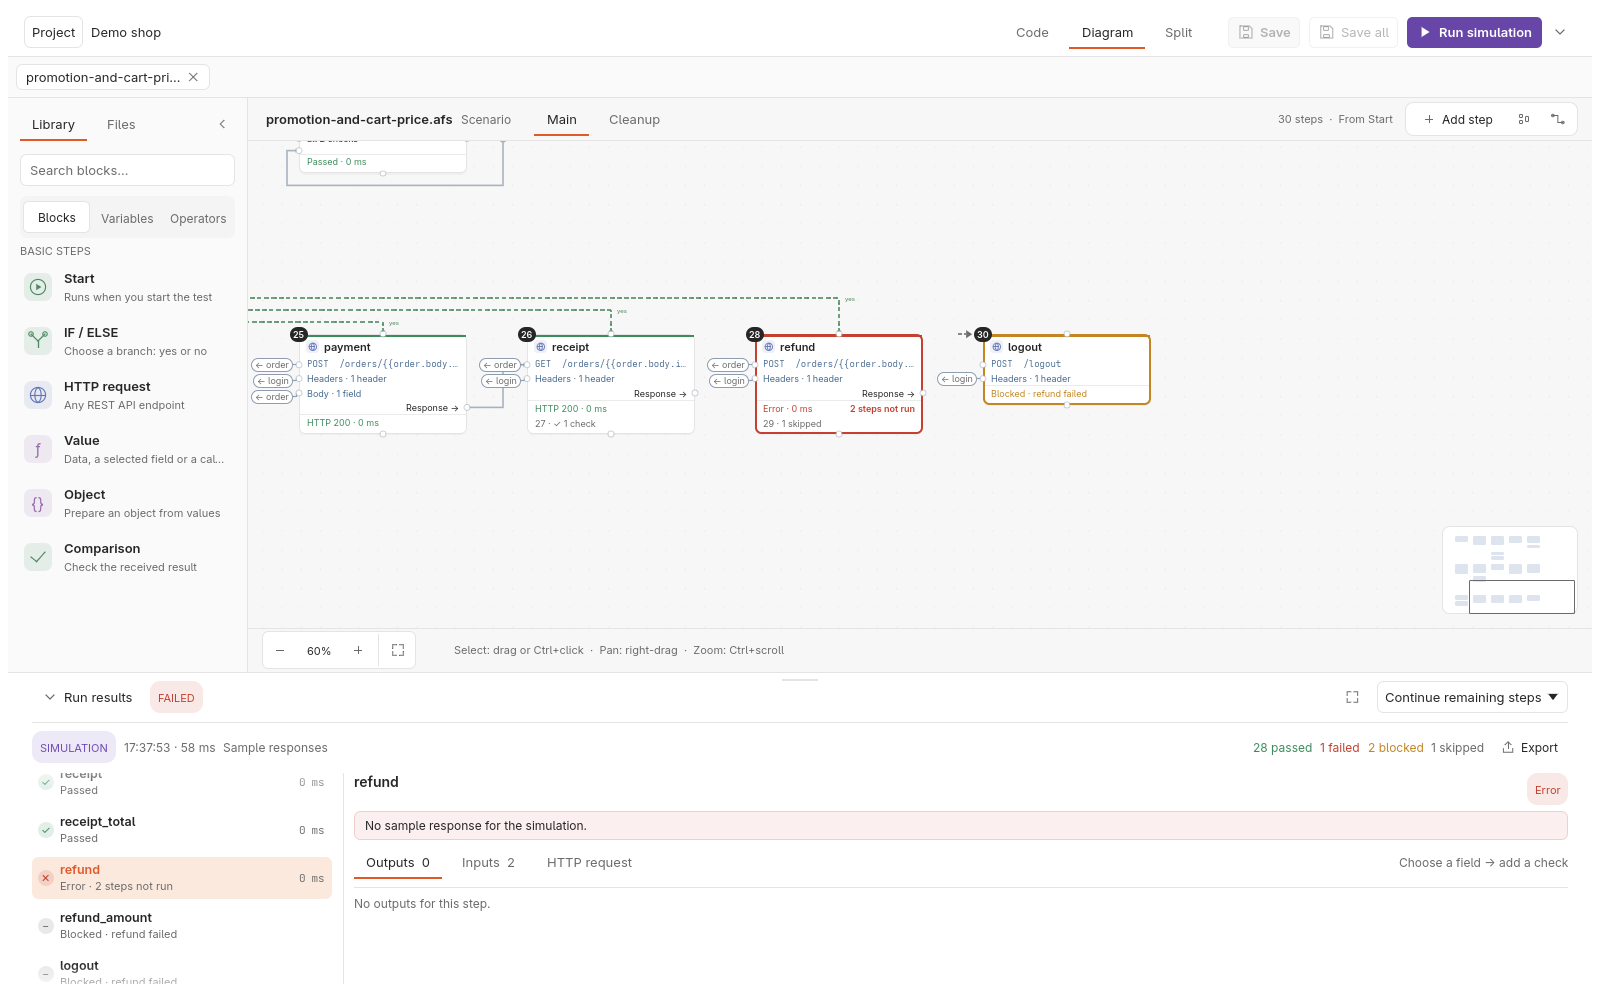 Project
Demo shop
Code
Diagram
Split
Save
Save all
Run simulation
promotion-and-cart-pri...
Library
Files
promotion-and-cart-price.afs
Scenario
Main
Cleanup
30 steps · From Start
Add step
Search blocks...
Blocks
Variables
Operators
BASIC STEPS
Start
Runs when you start the test
IF / ELSE
Choose a branch: yes or no
HTTP request
Any REST API endpoint
Value
Data, a selected field or a cal...
Object
Prepare an object from values
Comparison
Check the received result
Passed · 0 ms
yes
yes
yes
25
payment
← order
POST /orders/{{order.body...
← login
Headers · 1 header
← order
Body · 1 field
Response →
HTTP 200 · 0 ms
26
receipt
← order
GET /orders/{{order.body.i...
← login
Headers · 1 header
Response →
HTTP 200 · 0 ms
27 · ✓ 1 check
28
refund
← order
POST /orders/{{order.body...
← login
Headers · 1 header
Response →
Error · 0 ms
2 steps not run
29 · 1 skipped
30
logout
POST /logout
← login
Headers · 1 header
Blocked · refund failed
60%
Select: drag or Ctrl+click · Pan: right-drag · Zoom: Ctrl+scroll
Run results
FAILED
Continue remaining steps
SIMULATION
17:37:53 · 58 ms
Sample responses
28 passed
1 failed
2 blocked
1 skipped
Export
receipt
Passed
0 ms
receipt_total
Passed
0 ms
refund
Error · 2 steps not run
0 ms
refund_amount
Blocked · refund failed
logout
Blocked · refund failed
refund
Error
No sample response for the simulation.
Outputs 0
Inputs 2
HTTP request
Choose a field → add a check
No outputs for this step.